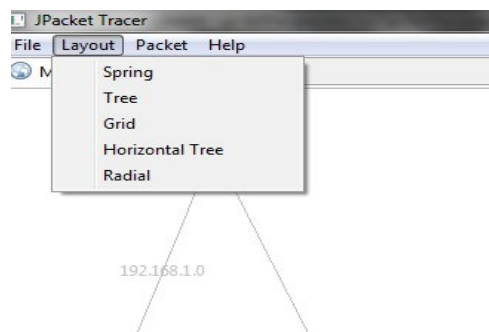 JPacket Tracer
File Layout Packet Help
M
Spring
Tree
Grid
Horizontal Tree
Radial
192.168.1.0